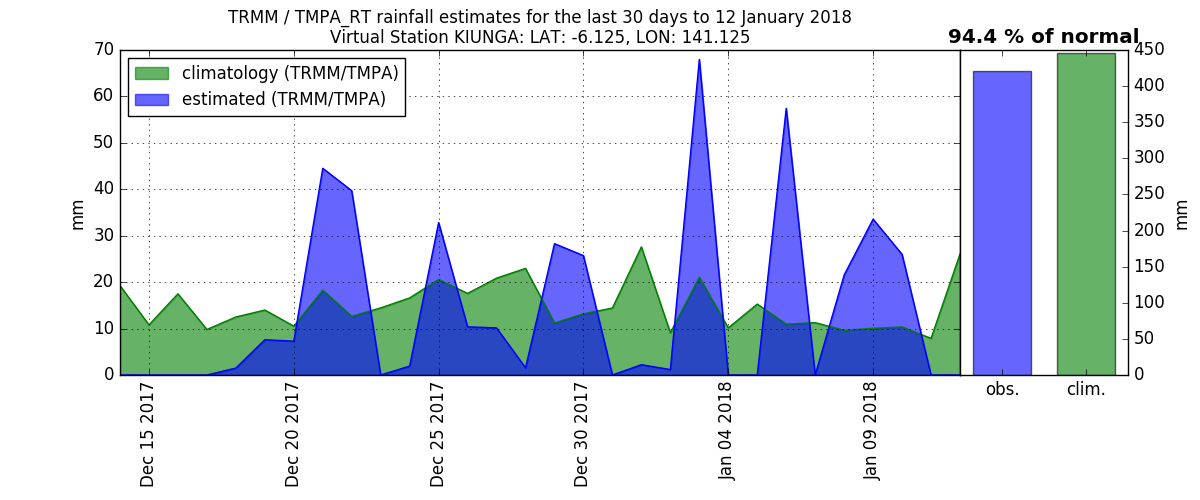 TRMM / TMPA_RT rainfall estimates for the last 30 days to 12 January 2018
Virtual Station KIUNGA: LAT: -6.125, LON: 141.125
94.4 % of normal
climatology (TRMM/TMPA)
estimated (TRMM/TMPA)
mm
70
60
50
40
30
20
10
0
Dec 15 2017
Dec 20 2017
Dec 25 2017
Dec 30 2017
Jan 04 2018
Jan 09 2018
obs.
clim.
450
400
350
300
250
200
150
100
50
0
mm